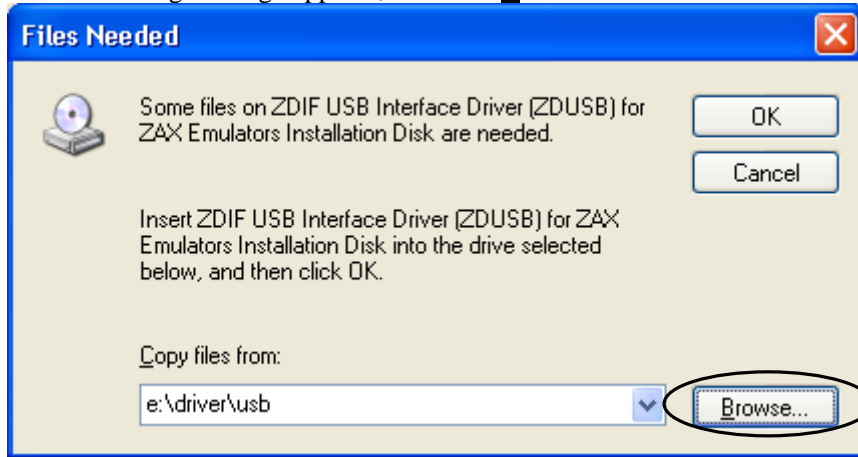 Files Needed
Some files on ZDIF USB Interface Driver (ZDUSB) for
ZAX Emulators Installation Disk are needed.
OK
Cancel
Insert ZDIF USB Interface Driver (ZDUSB) for ZAX
Emulators Installation Disk into the drive selected
below, and then click OK.
Copy files from:
e:\driver\usb
Browse...